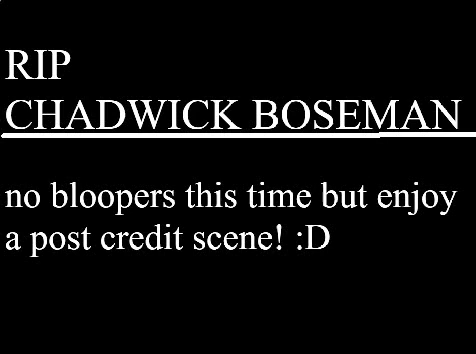 RIP
CHADWICK BOSEMAN
no bloopers this time but enjoy
a post credit scene! :D